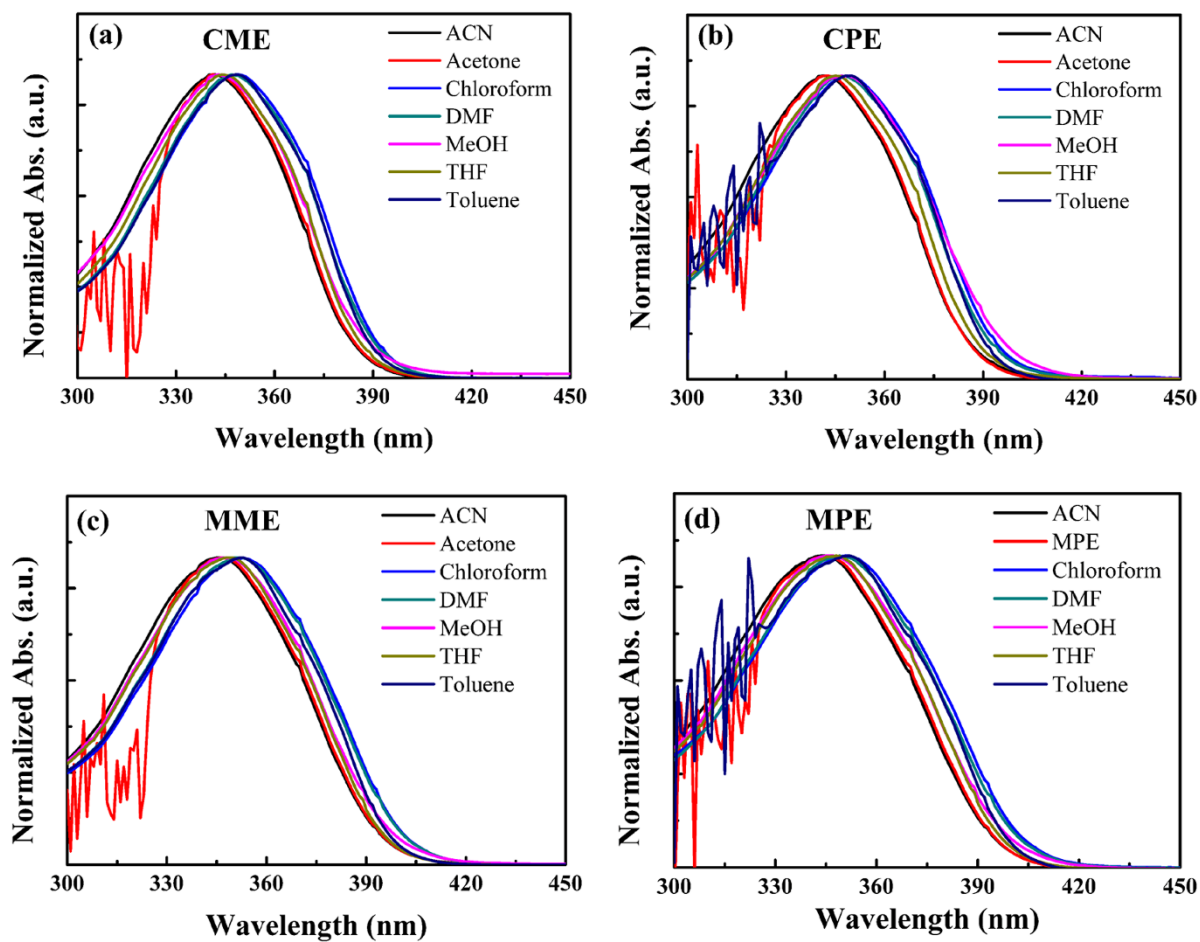 (a)
CME
ACN
Acetone
Chloroform
DMF
MeOH
THF
Toluene
Normalized Abs. (a.u.)
300 330 360 390 420 450
Wavelength (nm)
(b)
CPE
ACN
Acetone
Chloroform
DMF
MeOH
THF
Toluene
Normalized Abs. (a.u.)
300 330 360 390 420 450
Wavelength (nm)
(c)
MME
ACN
Acetone
Chloroform
DMF
MeOH
THF
Toluene
Normalized Abs. (a.u.)
300 330 360 390 420 450
Wavelength (nm)
(d)
MPE
ACN
MPE
Chloroform
DMF
MeOH
THF
Toluene
Normalized Abs. (a.u.)
300 330 360 390 420 450
Wavelength (nm)